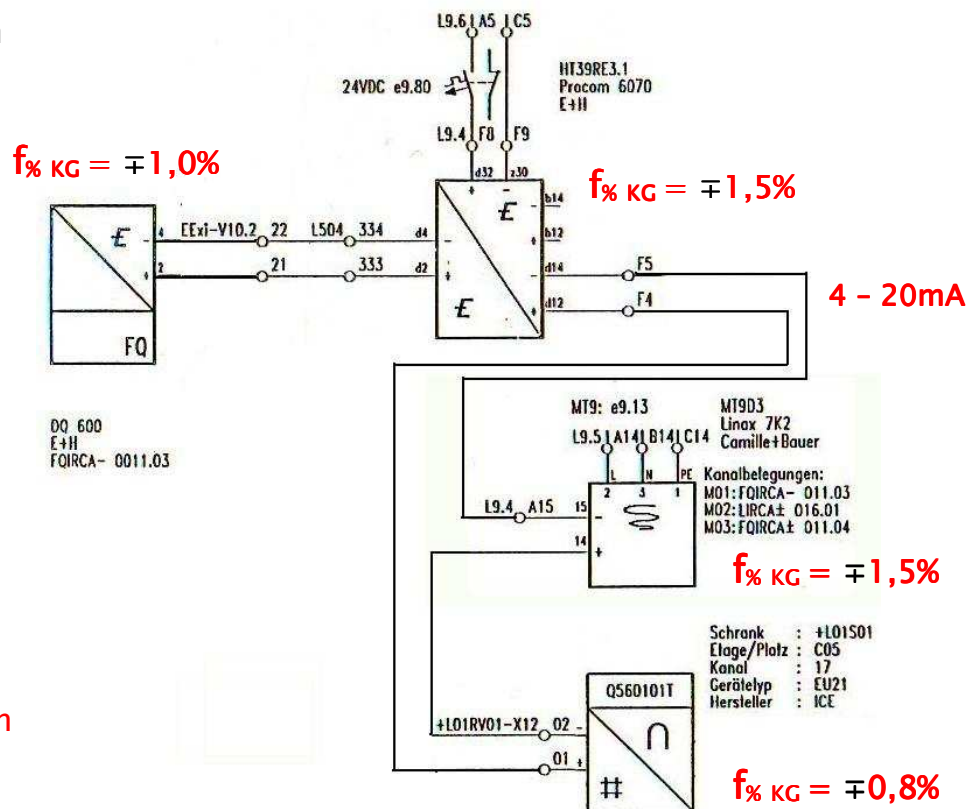 L9.6 A5 C5
24VDC e9.80
HT39RE3.1
Procom 6070
E+H
L9.4 F8 F9
f% KG = ∓1,0%
d32 z30
+ -
f% KG = ∓1,5%
b14
-
b12
+
E
4 EExi-V10.2 22 L504 334 d4
- -
2 21 333 d2
+ +
E
E
d14 F5
-
d12 F4
+
4 – 20mA
FQ
DQ 600
E+H
FQIRCA- 0011.03
MT9: e9.13
L9.5 A14 B14 C14
L N PE
2 3 1
MT9D3
Linax 7K2
Camille+Bauer
Kanalbelegungen:
M01:FQIRCA- 011.03
M02:LIRCA± 016.01
M03:FQIRCA± 011.04
L9.4 A15 15 -
14 +
f% KG = ∓1,5%
Schrank : +L01S01
Etage/Platz : C05
Kanal : 17
Gerätetyp : EU21
Hersteller : ICE
Q560101T
+L01RV01-X12 02 -
01 +
∩
#
f% KG = ∓0,8%
n